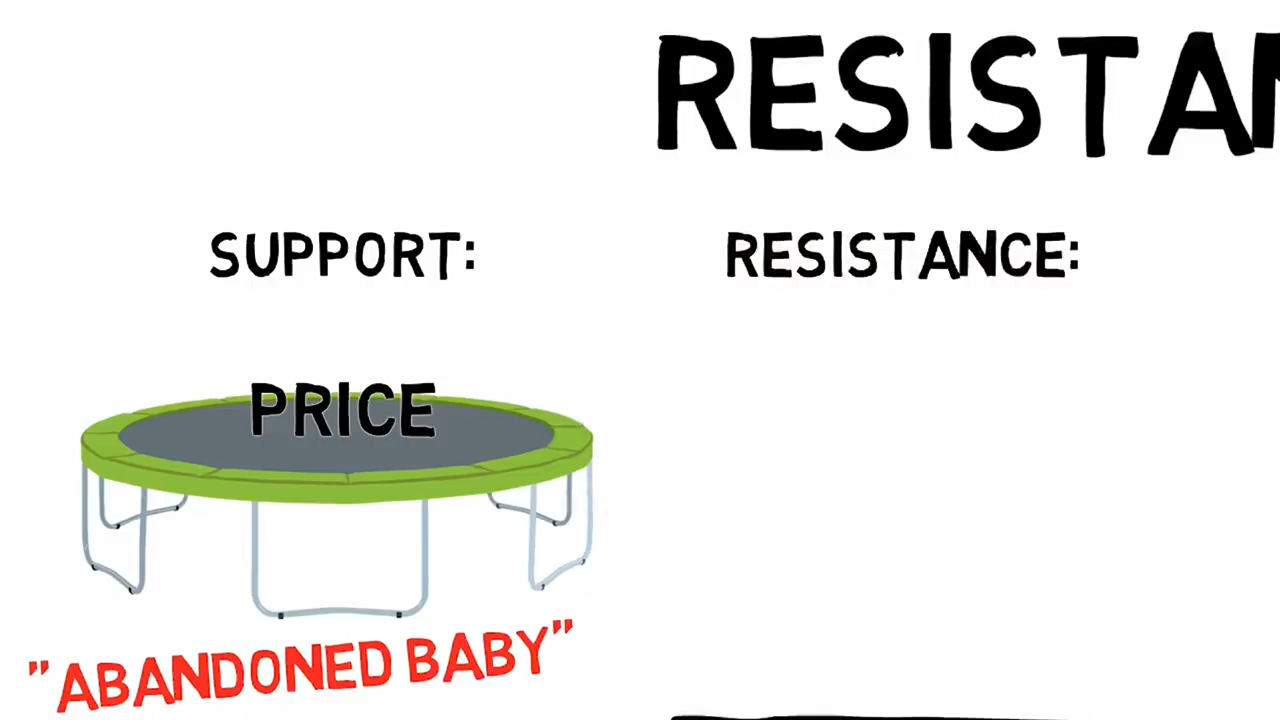 RESISTAN
SUPPORT:
RESISTANCE:
PRICE
"ABANDONED BABY"